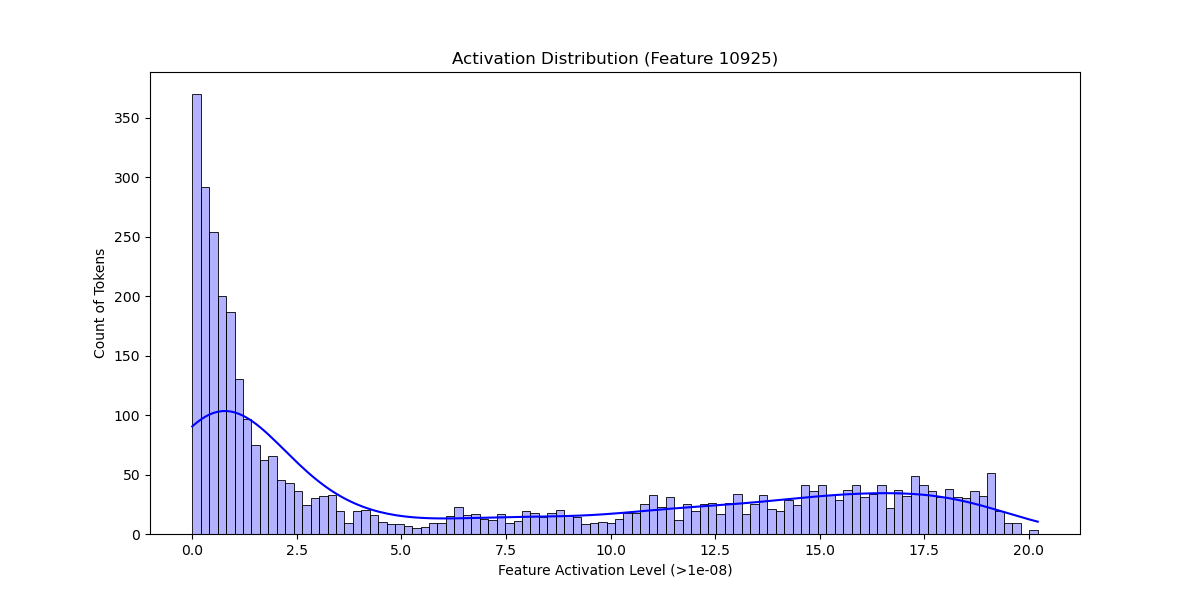 Activation Distribution (Feature 10925)
350
300
250
200
150
100
50
0
Count of Tokens
0.0 2.5 5.0 7.5 10.0 12.5 15.0 17.5 20.0
Feature Activation Level (>1e-08)